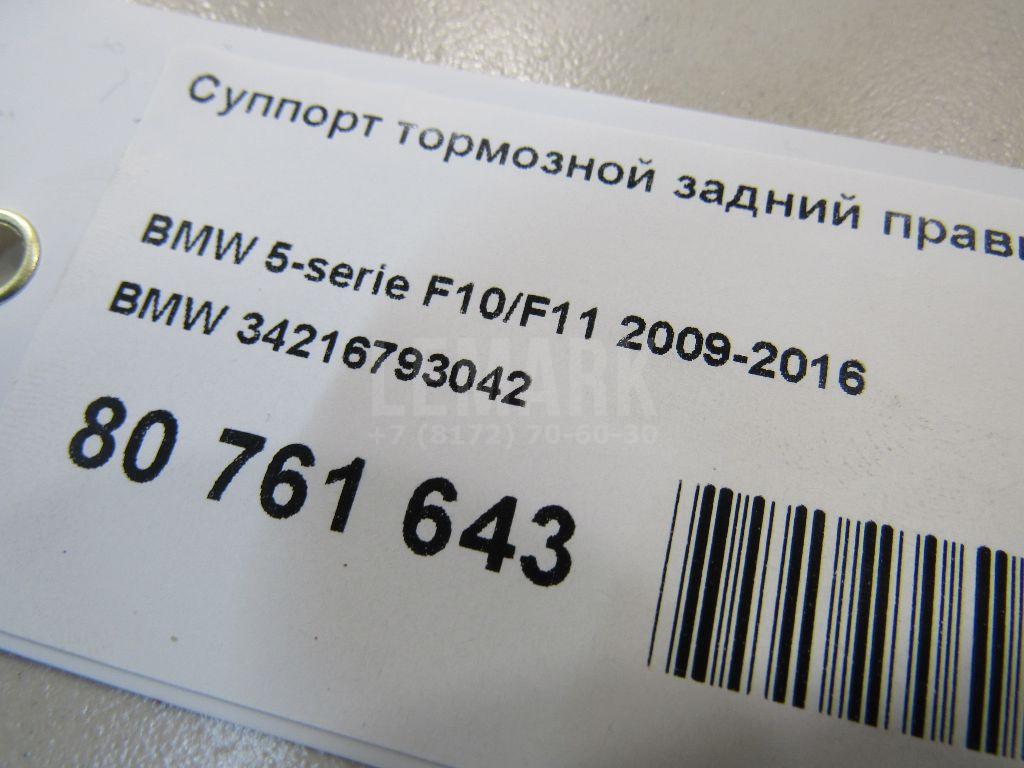 Суппорт тормозной задний
BMW 5-serie F10/F11 2009-2016
BMW 34216793042
LEMARK
+7 (8172) 70-60-30
80 761 643